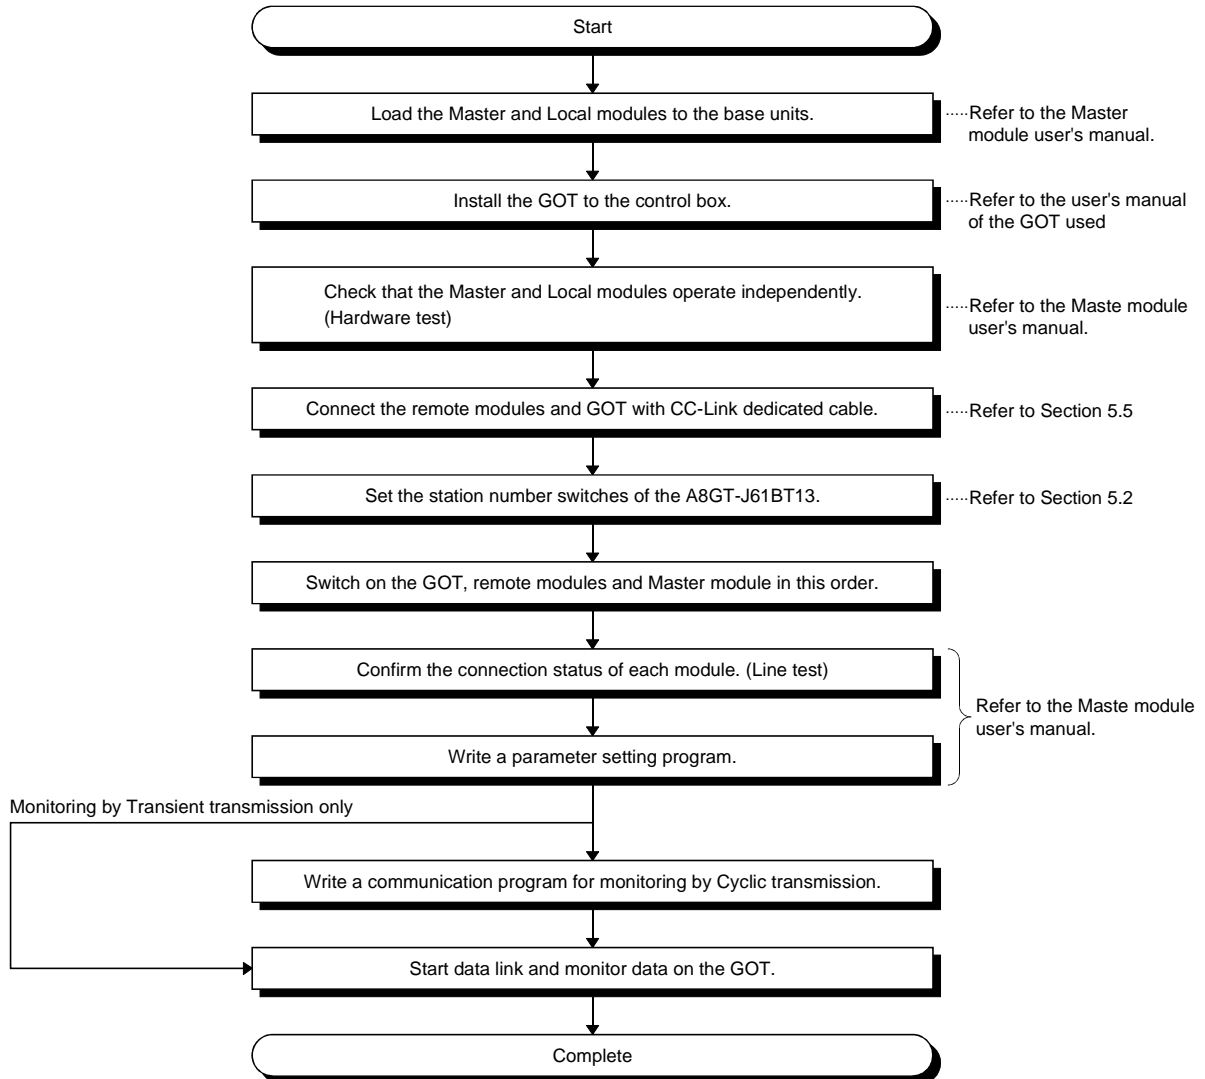 Start
Load the Master and Local modules to the base units.
·····Refer to the Master
module user's manual.
Install the GOT to the control box.
·····Refer to the user's manual
of the GOT used
Check that the Master and Local modules operate independently.
(Hardware test)
·····Refer to the Maste module
user's manual.
Connect the remote modules and GOT with CC-Link dedicated cable.
·····Refer to Section 5.5
Set the station number switches of the A8GT-J61BT13.
·····Refer to Section 5.2
Switch on the GOT, remote modules and Master module in this order.
Confirm the connection status of each module. (Line test)
Refer to the Maste module
user's manual.
Write a parameter setting program.
Monitoring by Transient transmission only
Write a communication program for monitoring by Cyclic transmission.
Start data link and monitor data on the GOT.
Complete